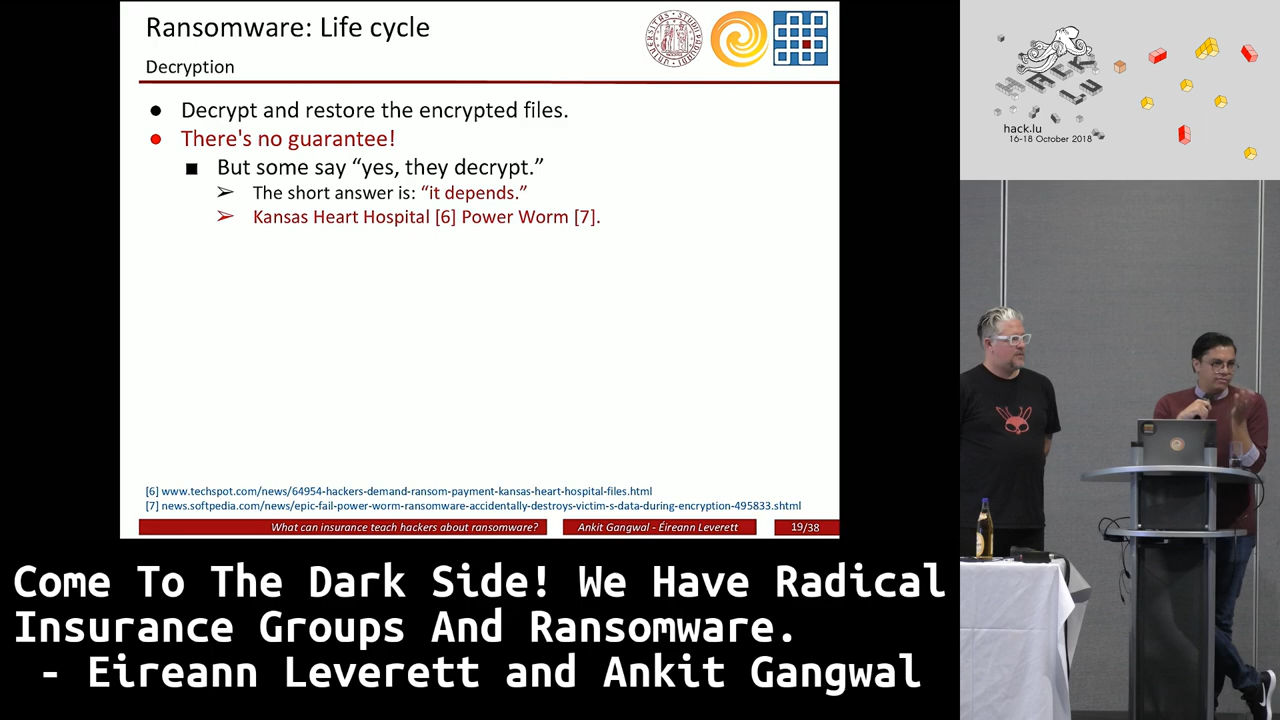 Ransomware: Life cycle
Decryption
Decrypt and restore the encrypted files.
There's no guarantee!
But some say “yes, they decrypt.”
The short answer is: “it depends.”
Kansas Heart Hospital [6] Power Worm [7].
[6] www.techspot.com/news/64954-hackers-demand-ransom-payment-kansas-heart-hospital-files.html
[7] news.softpedia.com/news/epic-fail-power-worm-ransomware-accidentally-destroys-victim-s-data-during-encryption-495833.shtml
What can insurance teach hackers about ransomware?
Ankit Gangwal - Éireann Leverett
19/38
HACK
LU
hack.lu
16-18 October 2018
Come To The Dark Side! We Have Radical
Insurance Groups And Ransomware.
- Eireann Leverett and Ankit Gangwal